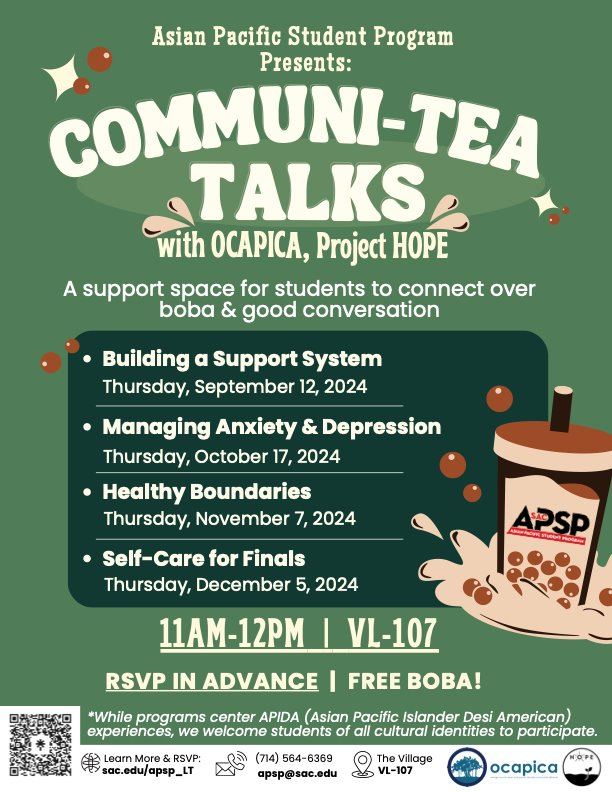 Asian Pacific Student Program
Presents:
COMMUNI-TEA
TALKS
with OCAPICA, Project HOPE
A support space for students to connect over
boba & good conversation
• Building a Support System
Thursday, September 12, 2024
• Managing Anxiety & Depression
Thursday, October 17, 2024
• Healthy Boundaries
Thursday, November 7, 2024
• Self-Care for Finals
Thursday, December 5, 2024
SAC
APSP
ASIAN PACIFIC STUDENT PROGRAM
11AM-12PM | VL-107
RSVP IN ADVANCE | FREE BOBA!
*While programs center APIDA (Asian Pacific Islander Desi American)
experiences, we welcome students of all cultural identities to participate.
Learn More & RSVP:
sac.edu/apsp_LT
(714) 564-6369
apsp@sac.edu
The Village
VL-107
ocapica
HOPE